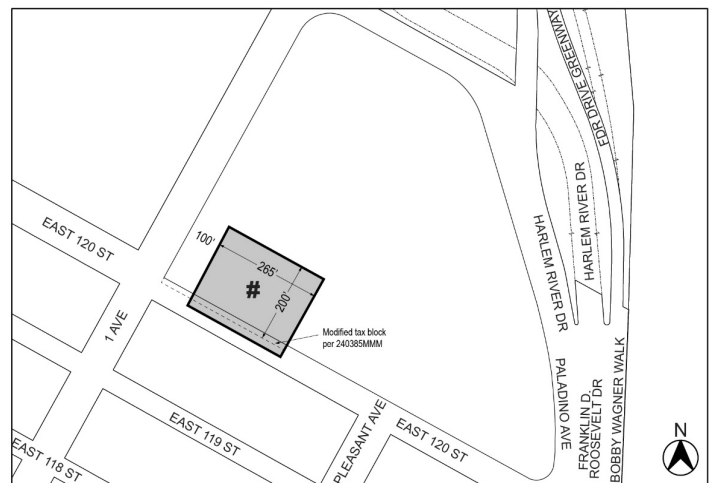 FDR DRIVE GREENWAY
HARLEM RIVER DR
HARLEM RIVER DR
EAST 120 ST
100'
265'
200'
#
Modified tax block
per 240385MMM
1 AVE
EAST 119 ST
EAST 118 ST
PLEASANT AVE
EAST 120 ST
PALADINO AVE
FRANKLIN D.
ROOSEVELT DR
BOBBY WAGNER WALK
N